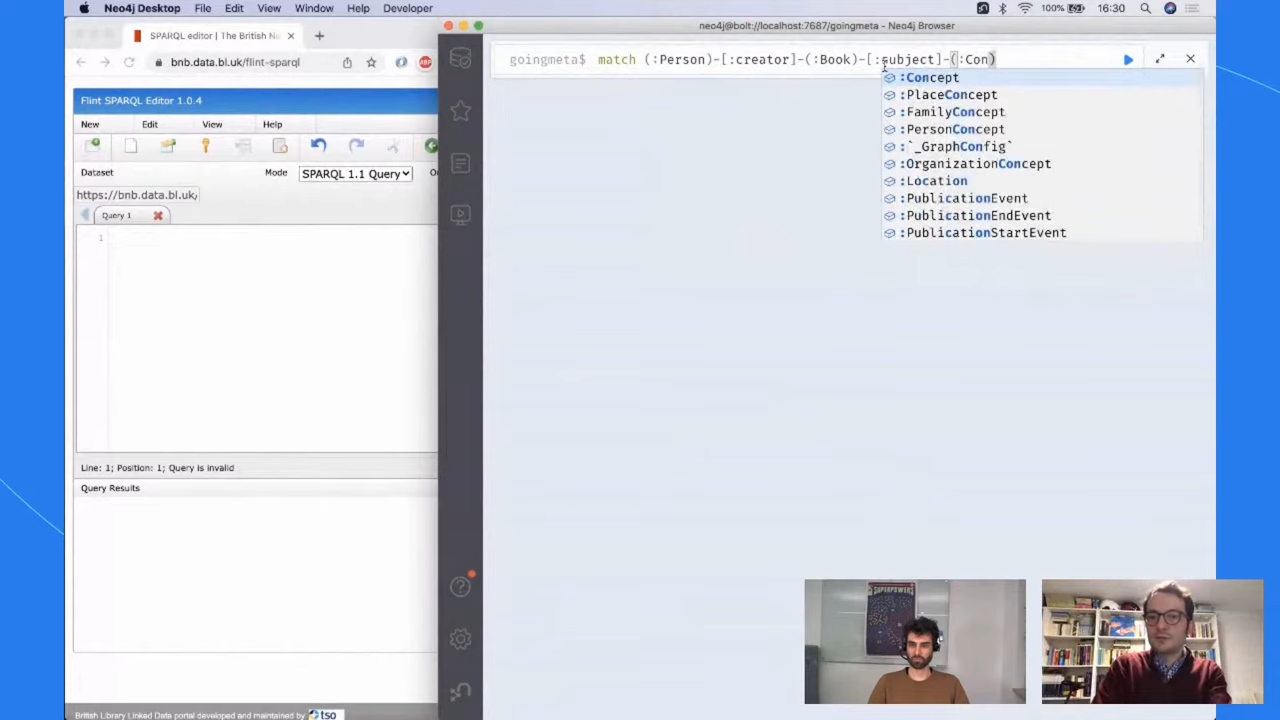 Neo4j Desktop File Edit View Window Help Developer 100% 16:30
SPARQL editor | The British Na
bnb.data.bl.uk/flint-sparql
ABP
Flint SPARQL Editor 1.0.4
New Edit View Help
Dataset Mode SPARQL 1.1 Query
https://bnb.data.bl.uk/
Query 1
1
Line: 1; Position: 1; Query is invalid
Query Results
British Library Linked Data portal developed and maintained by tso
neo4j@bolt://localhost:7687/goingmeta - Neo4j Browser
goingmeta$ match (:Person)-[:creator]-(:Book)-[:subject]-(:Con)
:Concept
:PlaceConcept
:FamilyConcept
:PersonConcept
:`_GraphConfig`
:OrganizationConcept
:Location
:PublicationEvent
:PublicationEndEvent
:PublicationStartEvent
SUPERPOWERS